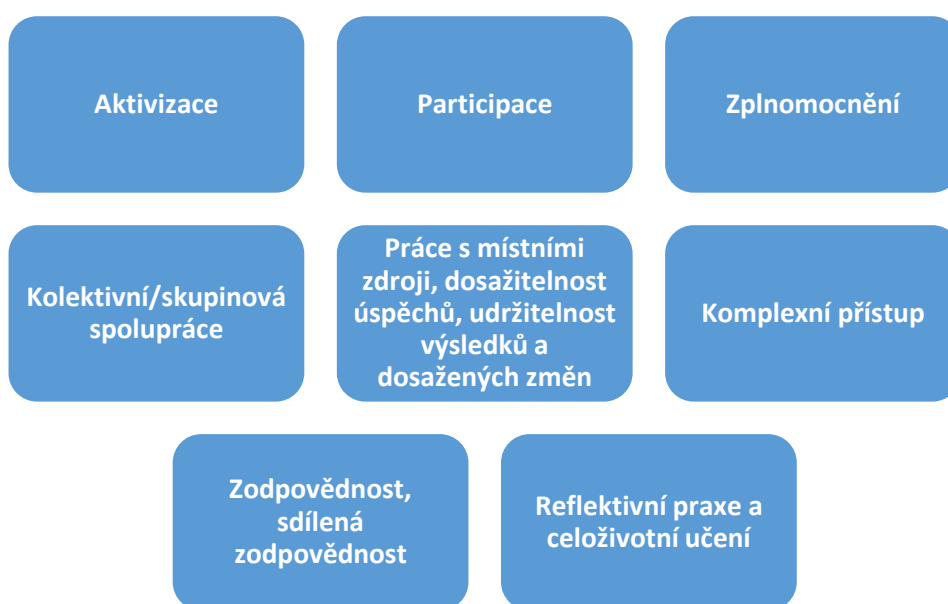 Aktivizace
Participace
Zplnomocnění
Kolektivní/skupinová
spolupráce
Práce s místními
zdroji, dosažitelnost
úspěchů, udržitelnost
výsledků a
dosažených změn
Komplexní přístup
Zodpovědnost,
sdílená
zodpovědnost
Reflektivní praxe a
celoživotní učení